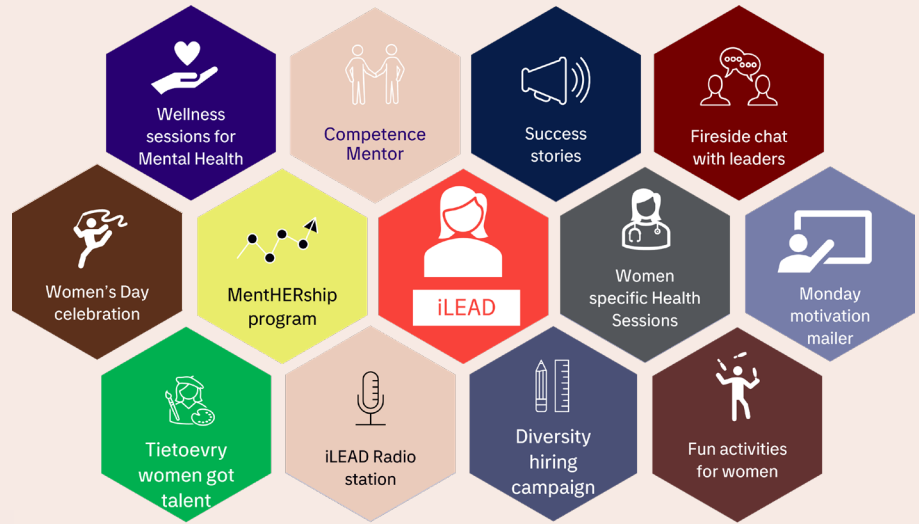 Wellness
sessions for
Mental Health
Competence
Mentor
Success
stories
Fireside chat
with leaders
Women's Day
celebration
MentHERship
program
iLEAD
Women
specific Health
Sessions
Monday
motivation
mailer
Tietoevry
women got
talent
iLEAD Radio
station
Diversity
hiring
campaign
Fun activities
for women